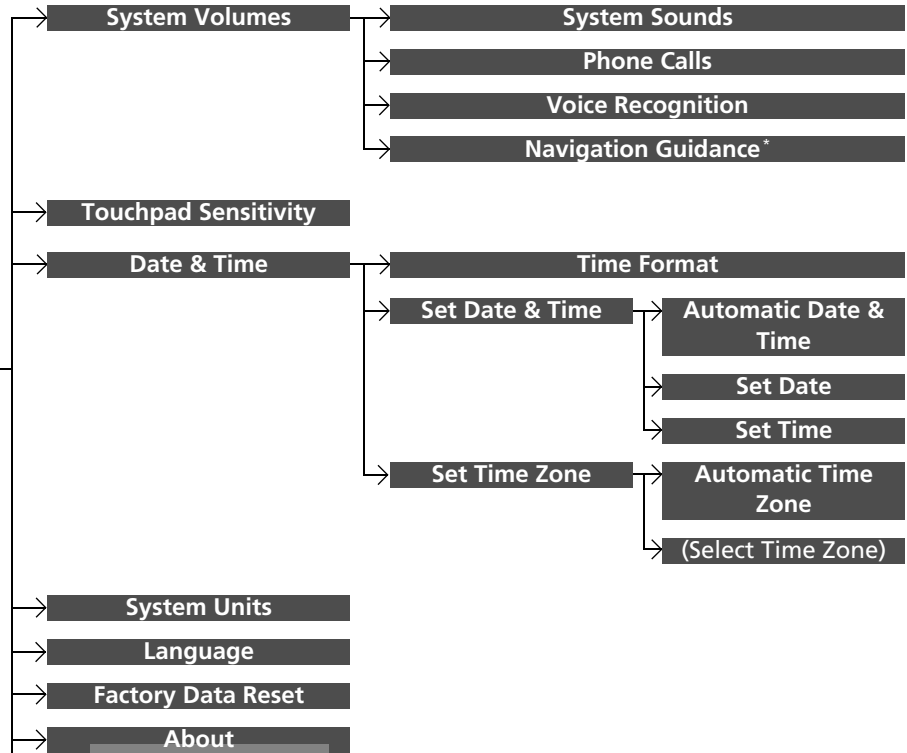 System Volumes
System Sounds
Phone Calls
Voice Recognition
Navigation Guidance*
Touchpad Sensitivity
Date & Time
Time Format
Set Date & Time
Automatic Date &
Time
Set Date
Set Time
Set Time Zone
Automatic Time
Zone
(Select Time Zone)
System Units
Language
Factory Data Reset
About